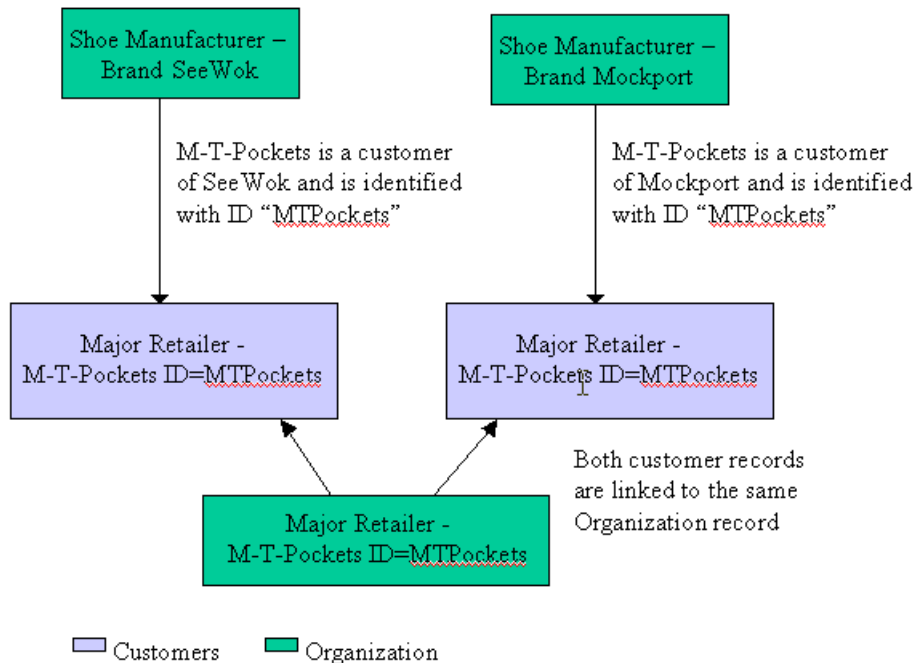 Shoe Manufacturer –
Brand SeeWok
Shoe Manufacturer –
Brand Mockport
M-T-Pockets is a customer
of SeeWok and is identified
with ID “MTPockets”
M-T-Pockets is a customer
of Mockport and is identified
with ID “MTPockets”
Major Retailer -
M-T-Pockets ID=MTPockets
Major Retailer -
M-T-Pockets ID=MTPockets
Both customer records
are linked to the same
Organization record
Major Retailer -
M-T-Pockets ID=MTPockets
Customers
Organization